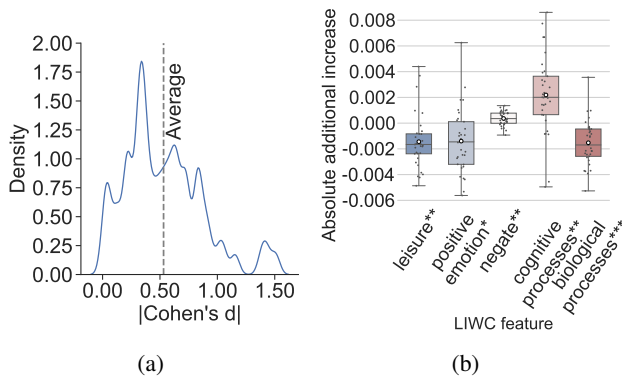 2.00
1.75
1.50
1.25
1.00
0.75
0.50
0.25
0.00
Density
Average
0.00 0.50 1.00 1.50
|Cohen's d|
(a)
0.008
0.006
0.004
0.002
0.000
-0.002
-0.004
-0.006
Absolute additional increase
leisure**
positive
emotion*
negate**
cognitive
processes**
biological
processes***
LIWC feature
(b)